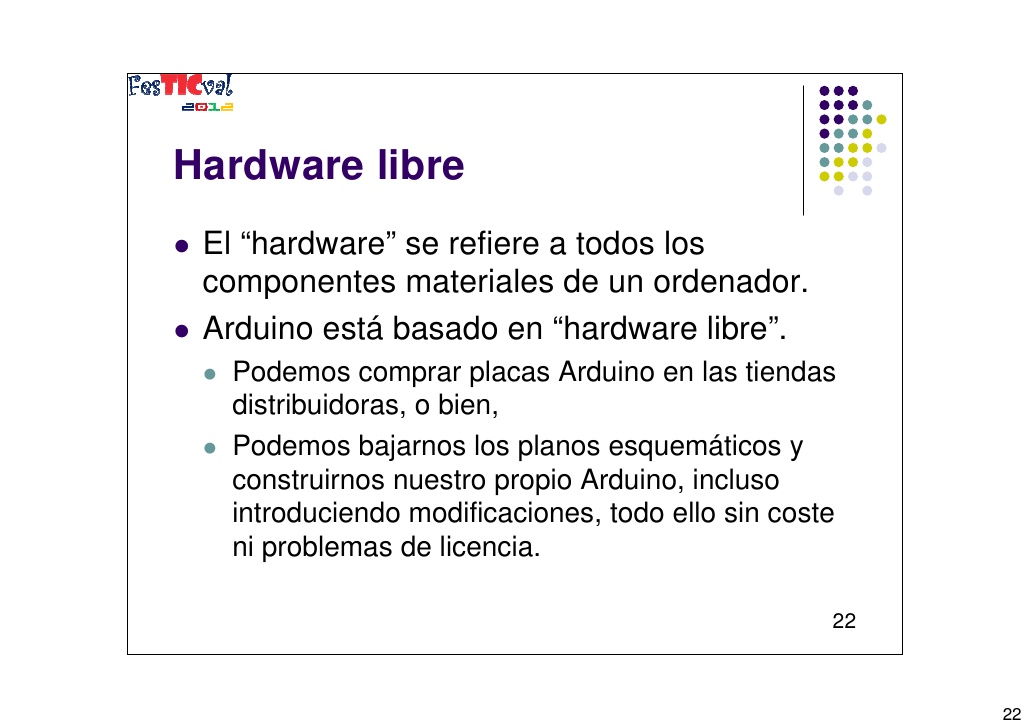 FesTICval
2012
Hardware libre
El “hardware” se refiere a todos los
componentes materiales de un ordenador.
Arduino está basado en “hardware libre”.
Podemos comprar placas Arduino en las tiendas
distribuidoras, o bien,
Podemos bajarnos los planos esquemáticos y
construirnos nuestro propio Arduino, incluso
introduciendo modificaciones, todo ello sin coste
ni problemas de licencia.
22
22